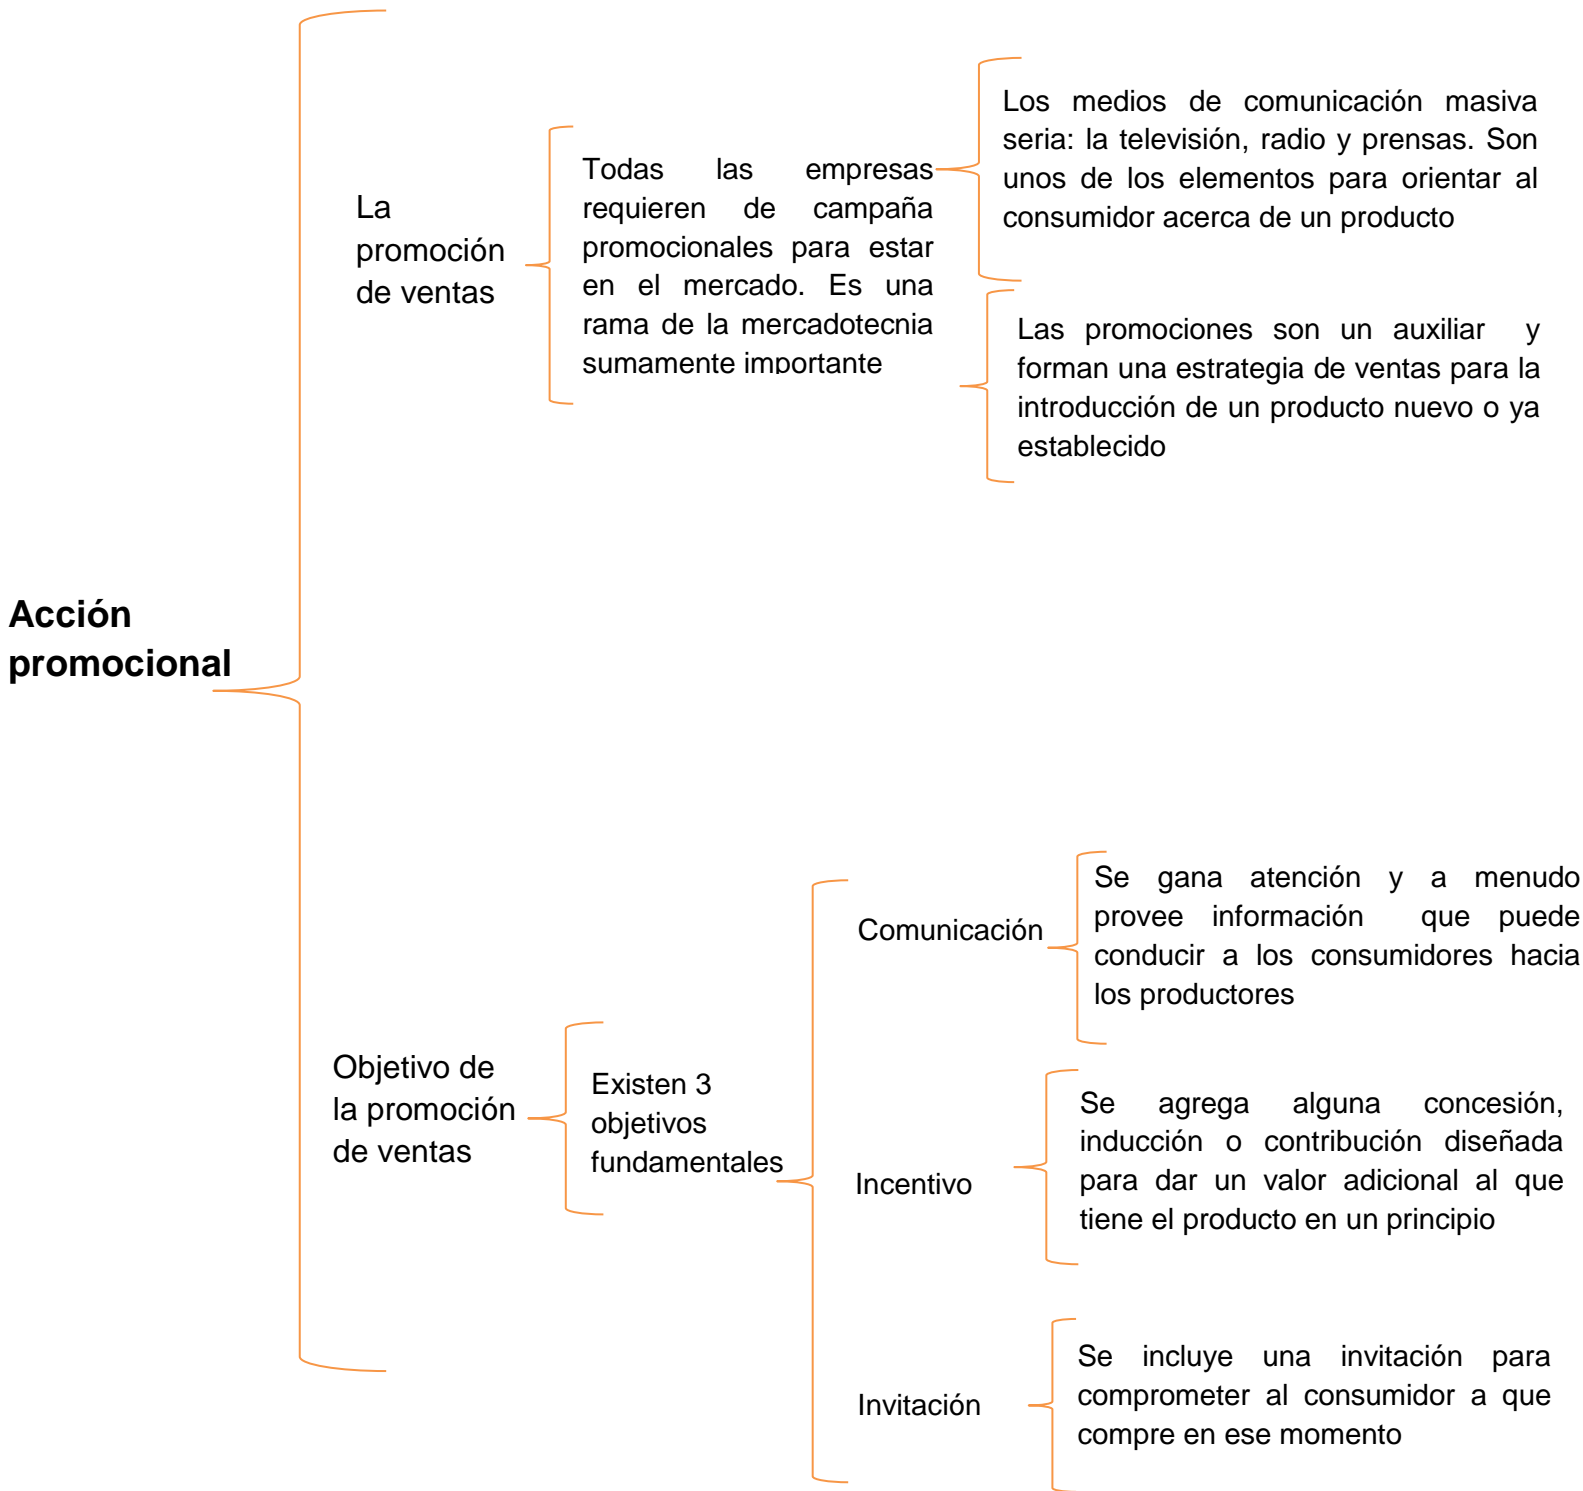 Acción
promocional
La
promoción
de ventas
Todas las empresas
requieren de campaña
promocionales para estar
en el mercado. Es una
rama de la mercadotecnia
sumamente importante
Los medios de comunicación masiva
seria: la televisión, radio y prensas. Son
unos de los elementos para orientar al
consumidor acerca de un producto
Las promociones son un auxiliar y
forman una estrategia de ventas para la
introducción de un producto nuevo o ya
establecido
Objetivo de
la promoción
de ventas
Existen 3
objetivos
fundamentales
Comunicación
Se gana atención y a menudo
provee información que puede
conducir a los consumidores hacia
los productores
Incentivo
Se agrega alguna concesión,
inducción o contribución diseñada
para dar un valor adicional al que
tiene el producto en un principio
Invitación
Se incluye una invitación para
comprometer al consumidor a que
compre en ese momento